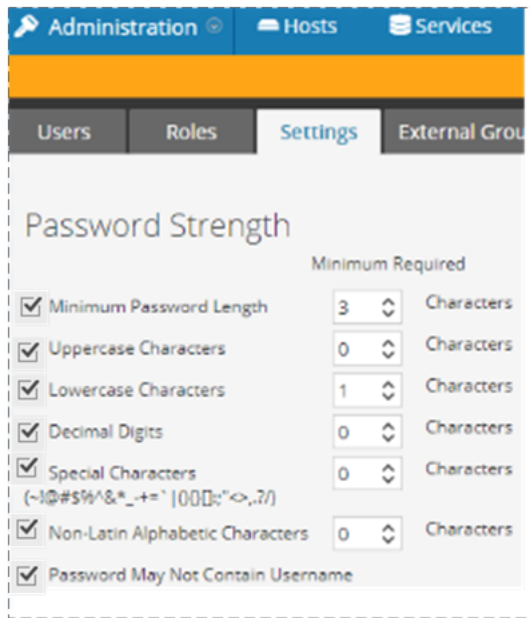 Administration Hosts Services
Users Roles Settings External Grou
Password Strength
Minimum Required
Minimum Password Length 3 Characters
Uppercase Characters 0 Characters
Lowercase Characters 1 Characters
Decimal Digits 0 Characters
Special Characters 0 Characters
(~!@#$%^&*_-+=`|(){}[]:;"<>,.?/)
Non-Latin Alphabetic Characters 0 Characters
Password May Not Contain Username